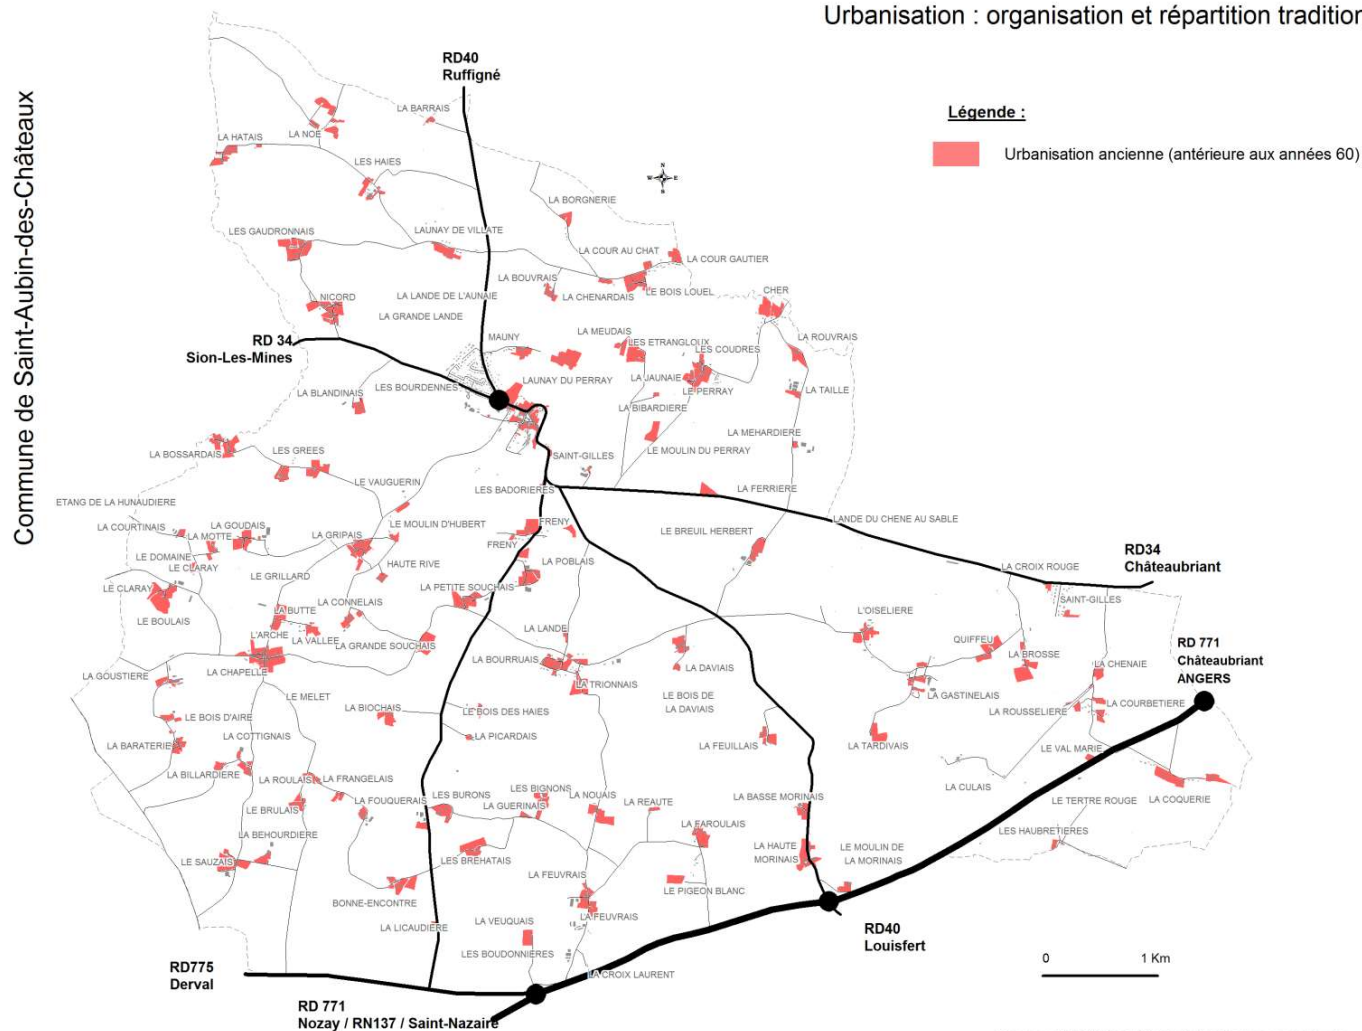 Urbanisation : organisation et répartition tradition
Commune de Saint-Aubin-des-Châteaux
RD40
Ruffigné
Légende :
Urbanisation ancienne (antérieure aux années 60)
LA BARRAIS
LA NOE
LA HATAIS
LES HAIES
N
W E
S
LA BORGNERIE
LES GAUDRONNAIS
LAUNAY DE VILLATE
LA COUR AU CHAT
LA COUR GAUTIER
LA BOUVRAIS
LA CHENARDAIS
LE BOIS LOUEL
CHER
NICORD
LA LANDE DE L'AUNAIE
LA GRANDE LANDE
RD 34
Sion-Les-Mines
MAUNY
LA MEUDAIS
LES ETRANGLOUX
LES COUDRES
LA ROUVRAIS
LAUNAY DU PERRAY
LA JAUNAIE
LE PERRAY
LES BOURDENNES
LA BLANDINAIS
LA TAILLE
LA BIBARDIERE
LA MEHARDIERE
LE MOULIN DU PERRAY
LA BOSSARDAIS
LES GREES
SAINT-GILLES
LE VAUGUERIN
LES BADORIERES
LA FERRIERE
ETANG DE LA HUNAUDIERE
LA COURTINAIS
LA GOUDAIS
LA MOTTE
LA GRIPAIS
LE MOULIN D'HUBERT
FRENY
LANDE DU CHENE AU SABLE
LE BREUIL HERBERT
FRENY
LE DOMAINE
LE CLARAY
HAUTE RIVE
LA POBLAIS
RD34
Châteaubriant
LA CROIX ROUGE
LE GRILLARD
LE CLARAY
LA PETITE SOUCHAIS
SAINT-GILLES
LE BOULAIS
LA CONNELAIS
LA BUTTE
L'OISELIERE
L'ARCHE
LA VALLEE
LA GRANDE SOUCHAIS
LA LANDE
QUIFFEU
LA BROSSE
RD 771
Châteaubriant
ANGERS
LA BOURRUAIS
LA DAVIAIS
LA CHENAIE
LA GOUSTIERE
LA CHAPELLE
LA TRIONNAIS
LA GASTINELAIS
LE MELET
LE BOIS DE
LA DAVIAIS
LA COURBETIERE
LA ROUSSELIERE
LE BOIS D'AIRE
LA BIOCHAIS
LE BOIS DES HAIES
LA COTTIGNAIS
LA PICARDAIS
LA BARATERIE
LA FEUILLAIS
LA TARDIVAIS
LE VAL MARIE
LA BILLARDIERE
LA ROULAIS
LA FRANGELAIS
LA CULAIS
LES BURONS
LES BIGNONS
LA NOUAIS
LA FOUQUERAIS
LA GUERINAIS
LA REAUTE
LA BASSE MORINAIS
LE TERTRE ROUGE
LA COQUERIE
LE BRULAIS
LA FAROULAIS
LES HAUBRETIERES
LA BEHOURDIERE
LE SAUZAIS
LES BREHATAIS
LA HAUTE
MORINAIS
LE MOULIN DE
LA MORINAIS
LA FEUVRAIS
LE PIGEON BLANC
BONNE-ENCONTRE
LA LICAUDIERE
LA VEUQUAIS
LA FEUVRAIS
RD40
Louisfert
LES BOUDONNIERES
RD775
Derval
LA CROIX LAURENT
0 1 Km
RD 771
Nozay / RN137 / Saint-Nazaire